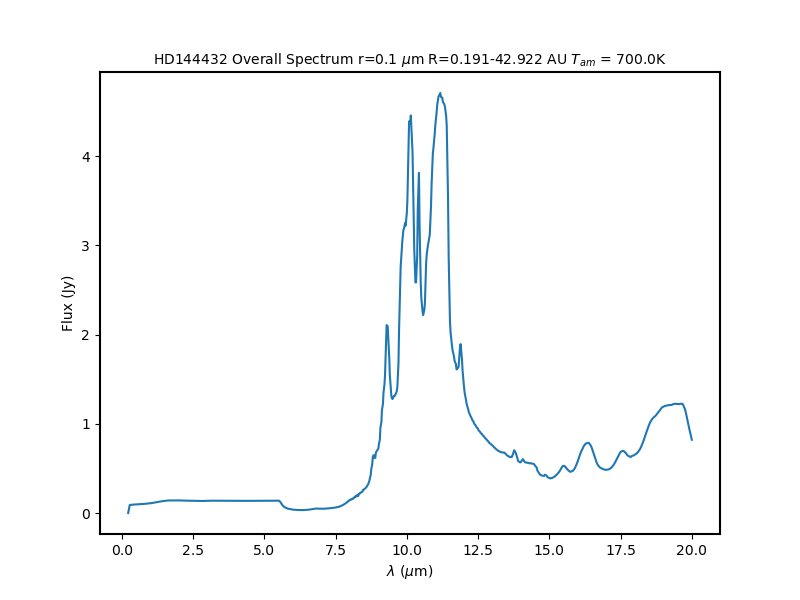 HD144432 Overall Spectrum r=0.1 μm R=0.191-42.922 AU T_am = 700.0K
Flux (Jy)
4
3
2
1
0
0.0 2.5 5.0 7.5 10.0 12.5 15.0 17.5 20.0
λ (μm)